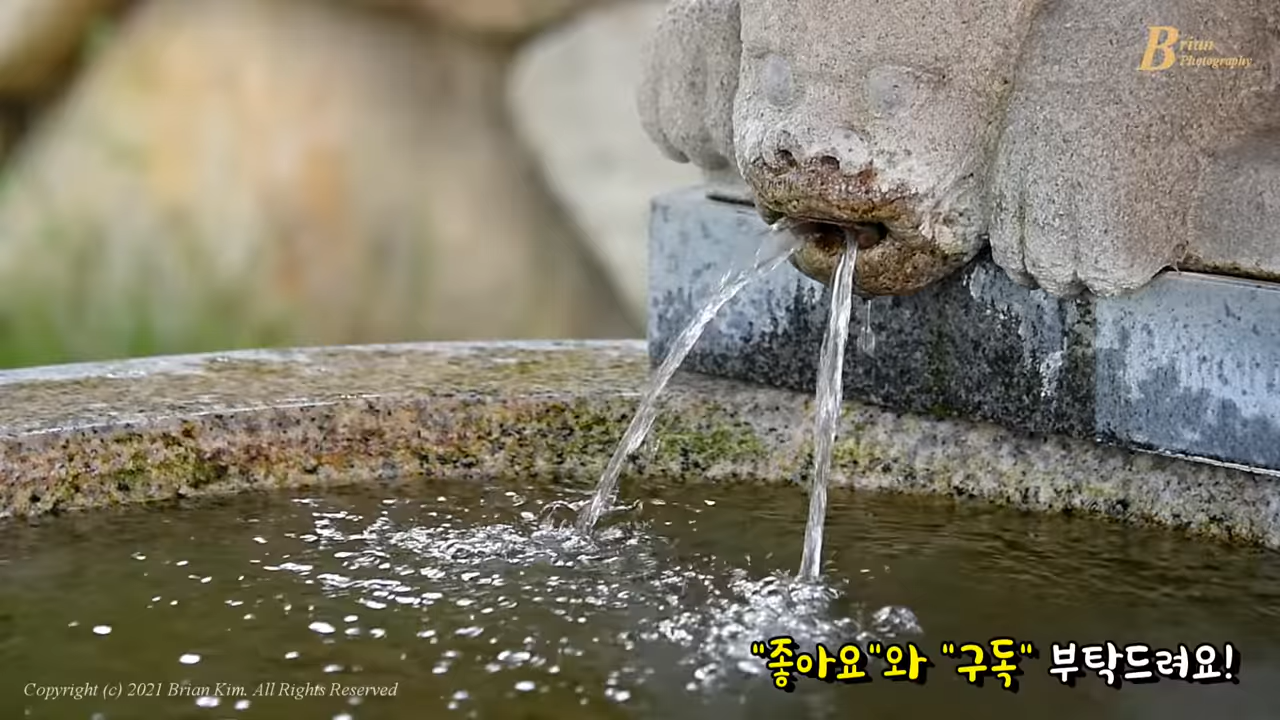 Brian
Photography
"좋아요"와 "구독" 부탁드려요!
Copyright (c) 2021 Brian Kim. All Rights Reserved